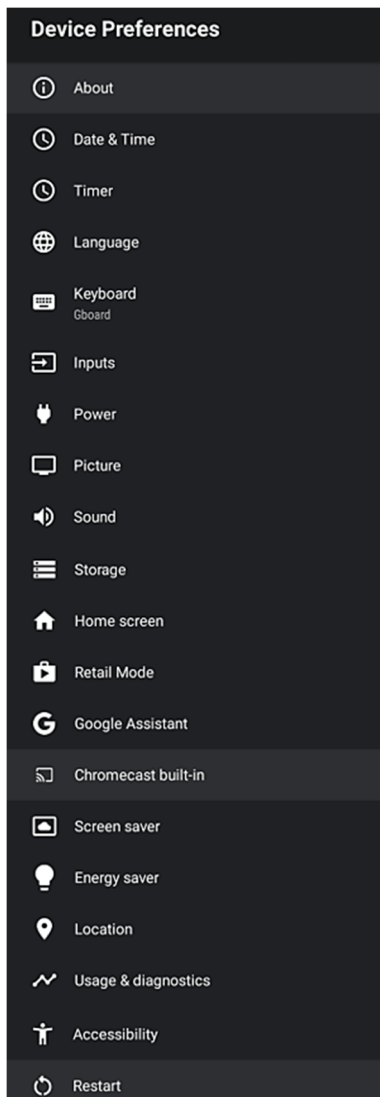 Device Preferences
About
Date & Time
Timer
Language
Keyboard
Gboard
Inputs
Power
Picture
Sound
Storage
Home screen
Retail Mode
Google Assistant
Chromecast built-in
Screen saver
Energy saver
Location
Usage & diagnostics
Accessibility
Restart